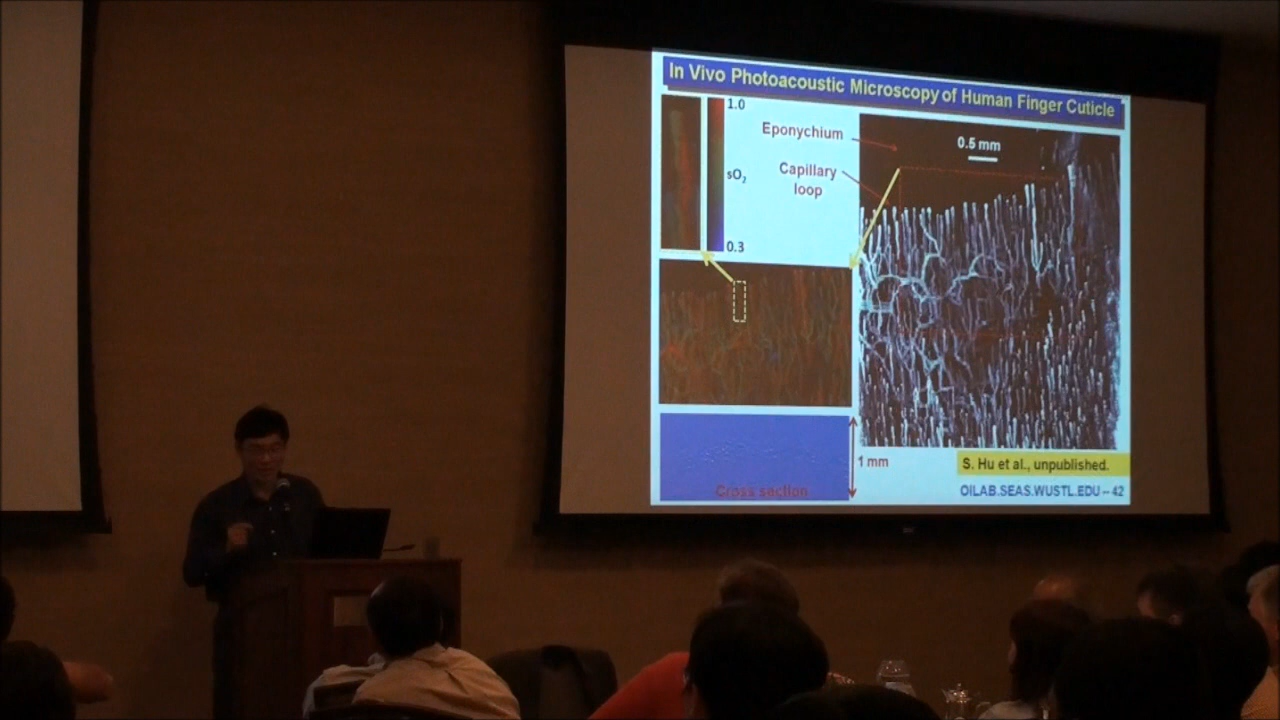 In Vivo Photoacoustic Microscopy of Human Finger Cuticle
1.0
sO2
0.3
Eponychium
Capillary
loop
0.5 mm
1 mm
Cross section
S. Hu et al., unpublished.
OILAB.SEAS.WUSTL.EDU – 42